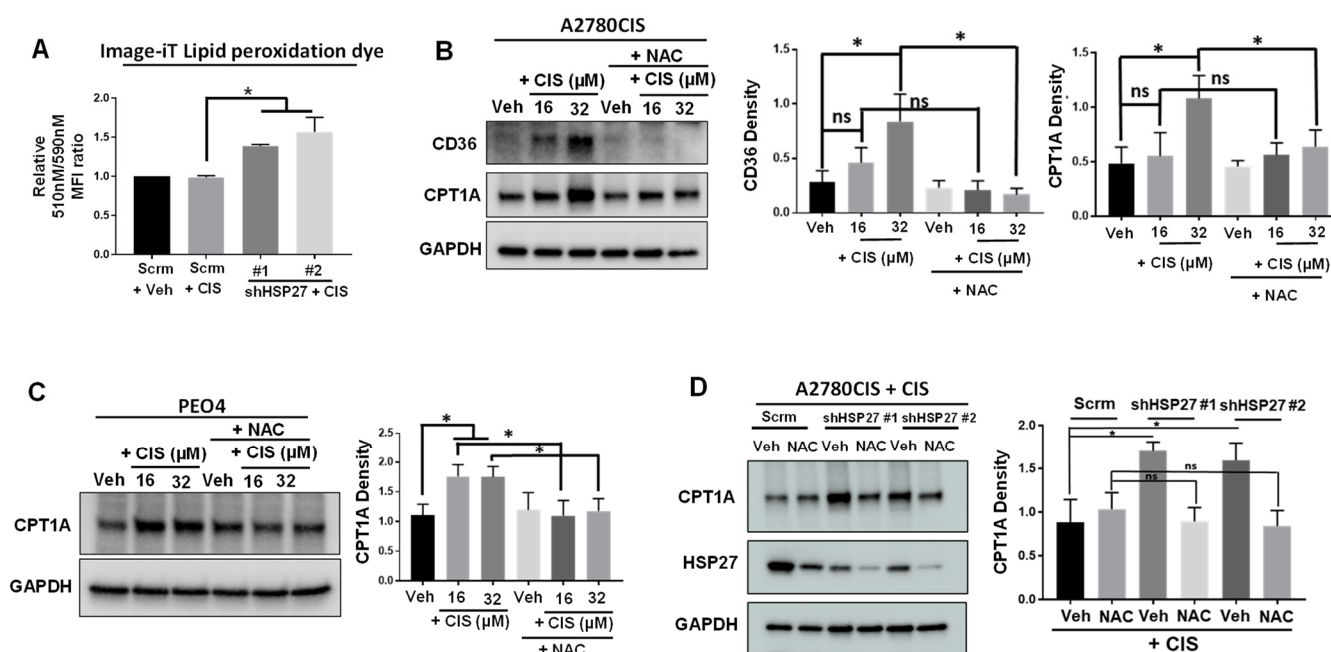 A
Image-iT Lipid peroxidation dye
Relative
510nM/590nM
MFI ratio
2.0
1.5
1.0
0.5
0.0
*
Scrm
+ Veh
Scrm
+ CIS
#1 #2
shHSP27 + CIS
B
A2780CIS
+ NAC
+ CIS (µM) + CIS (µM)
Veh 16 32 Veh 16 32
CD36
CPT1A
GAPDH
CD36 Density
1.5
1.0
0.5
0.0
* *
ns ns
Veh 16 32 Veh 16 32
+ CIS (µM) + CIS (µM)
+ NAC
CPT1A Density
1.5
1.0
0.5
0.0
* *
ns ns
Veh 16 32 Veh 16 32
+ CIS (µM) + CIS (µM)
+ NAC
C
PEO4
+ NAC
+ CIS (µM) + CIS (µM)
Veh 16 32 Veh 16 32
CPT1A
GAPDH
CPT1A Density
2.5
2.0
1.5
1.0
0.5
0.0
*
*
*
Veh 16 32 Veh 16 32
+ CIS (µM) + CIS (µM)
+ NAC
D
A2780CIS + CIS
Scrm shHSP27 #1 shHSP27 #2
Veh NAC Veh NAC Veh NAC
CPT1A
HSP27
GAPDH
Scrm shHSP27 #1 shHSP27 #2
CPT1A Density
2.0
1.5
1.0
0.5
0.0
*
*
ns
ns
Veh NAC Veh NAC Veh NAC
+ CIS